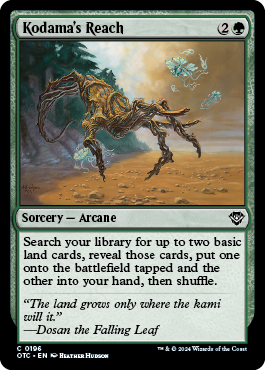 Kodama's Reach 2
Sorcery — Arcane
Search your library for up to two basic
land cards, reveal those cards, put one
onto the battlefield tapped and the
other into your hand, then shuffle.
“The land grows only where the kami
will it.”
—Dosan the Falling Leaf
C 0196
OTC • EN HEATHER HUDSON
™ & © 2024 Wizards of the Coast